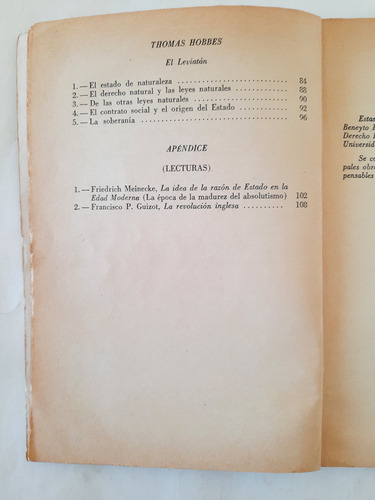 THOMAS HOBBES
El Leviatán
1.—El estado de naturaleza .................... 84
2.—El derecho natural y las leyes naturales ........ 88
3.—De las otras leyes naturales ................ 90
4.—El contrato social y el origen del Estado ...... 92
5.—La soberanía .......................... 96
APÉNDICE
(LECTURAS)
1.—Friedrich Meinecke, La idea de la razón de Estado en la
Edad Moderna (La época de la madurez del absolutismo) 102
2.—Francisco P. Guizot, La revolución inglesa .......... 108
Estas
Beneyto
Derecho
Universid
Se co
pales obr
pensables